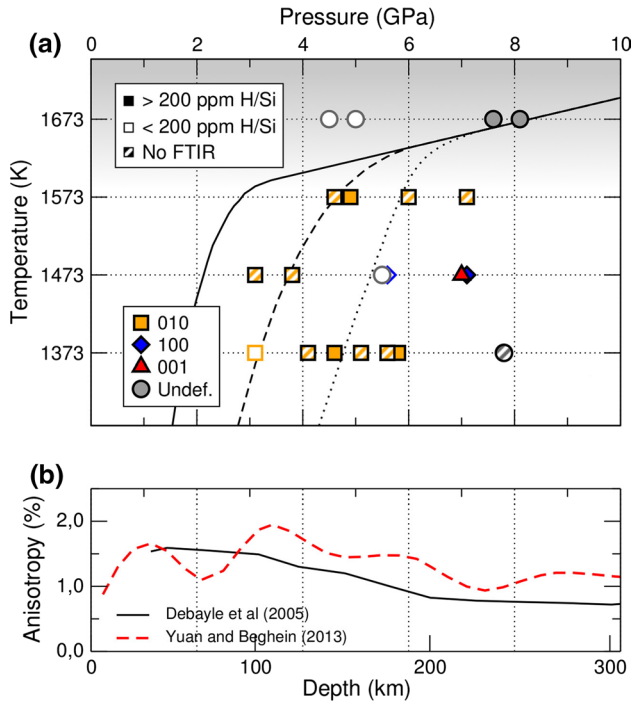 Pressure (GPa)
(a)
0 2 4 6 8 10
> 200 ppm H/Si
< 200 ppm H/Si
No FTIR
Temperature (K)
1673
1573
1473
1373
010
100
001
Undef.
(b)
Anisotropy (%)
2,0
1,0
0,0
Debayle et al (2005)
Yuan and Beghein (2013)
0 100 200 300
Depth (km)